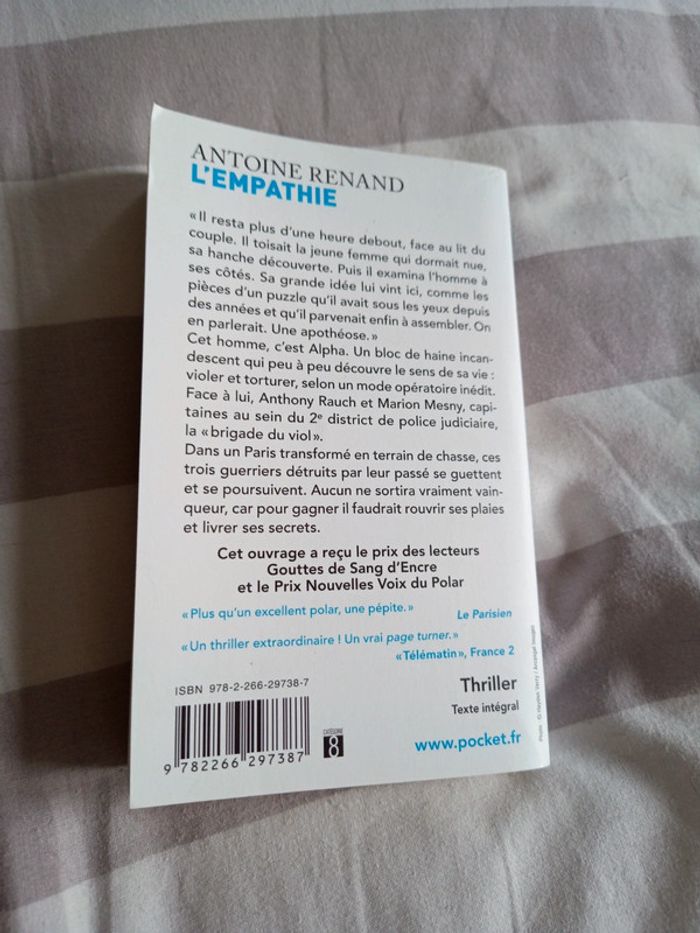 ANTOINE RENAND
L'EMPATHIE
« Il resta plus d'une heure debout, face au lit du
couple. Il toisait la jeune femme qui dormait nue,
sa hanche découverte. Puis il examina l'homme à
ses côtés. Sa grande idée lui vint ici, comme les
pièces d'un puzzle qu'il avait sous les yeux depuis
des années et qu'il parvenait enfin à assembler. On
en parlerait. Une apothéose. »
Cet homme, c'est Alpha. Un bloc de haine incan-
descent qui peu à peu découvre le sens de sa vie :
violer et torturer, selon un mode opératoire inédit.
Face à lui, Anthony Rauch et Marion Mesny, capi-
taines au sein du 2e district de police judiciaire,
la « brigade du viol ».
Dans un Paris transformé en terrain de chasse, ces
trois guerriers détruits par leur passé se guettent
et se poursuivent. Aucun ne sortira vraiment vain-
queur, car pour gagner il faudrait rouvrir ses plaies
et livrer ses secrets.
Cet ouvrage a reçu le prix des lecteurs
Gouttes de Sang d'Encre
et le Prix Nouvelles Voix du Polar
« Plus qu'un excellent polar, une pépite. »
Le Parisien
« Un thriller extraordinaire ! Un vrai page turner. »
« Télématin », France 2
ISBN 978-2-266-29738-7
Thriller
Texte intégral
CATÉGORIE
8
9 782266 297387
www.pocket.fr
Photo : © Hayden Verry / Arcangel Images